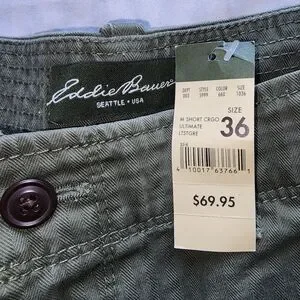 Eddie Bauer
SEATTLE • USA
DEPT STYLE COLOR SIZE
SIZE
M SHORT CRGO
ULTIMATE
36
$69.95